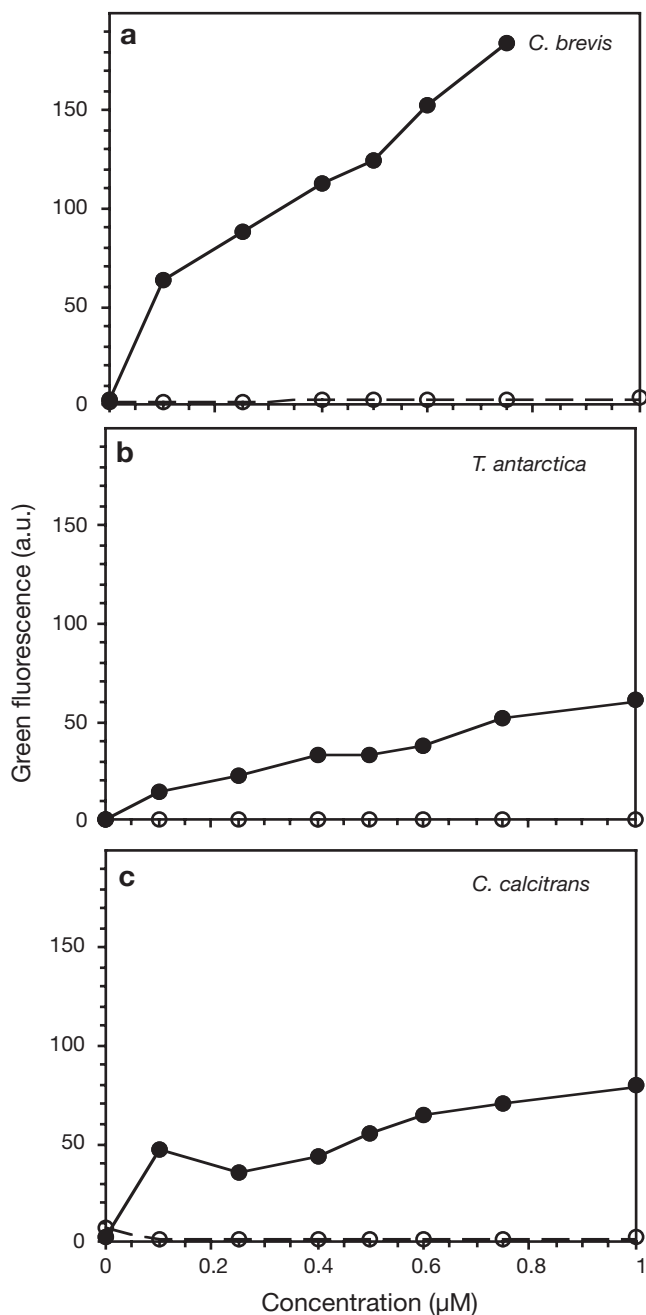 a
C. brevis
150
100
50
0
b
T. antarctica
150
100
50
0
c
C. calcitrans
150
100
50
0
0 0.2 0.4 0.6 0.8 1
Green fluorescence (a.u.)
Concentration (µM)